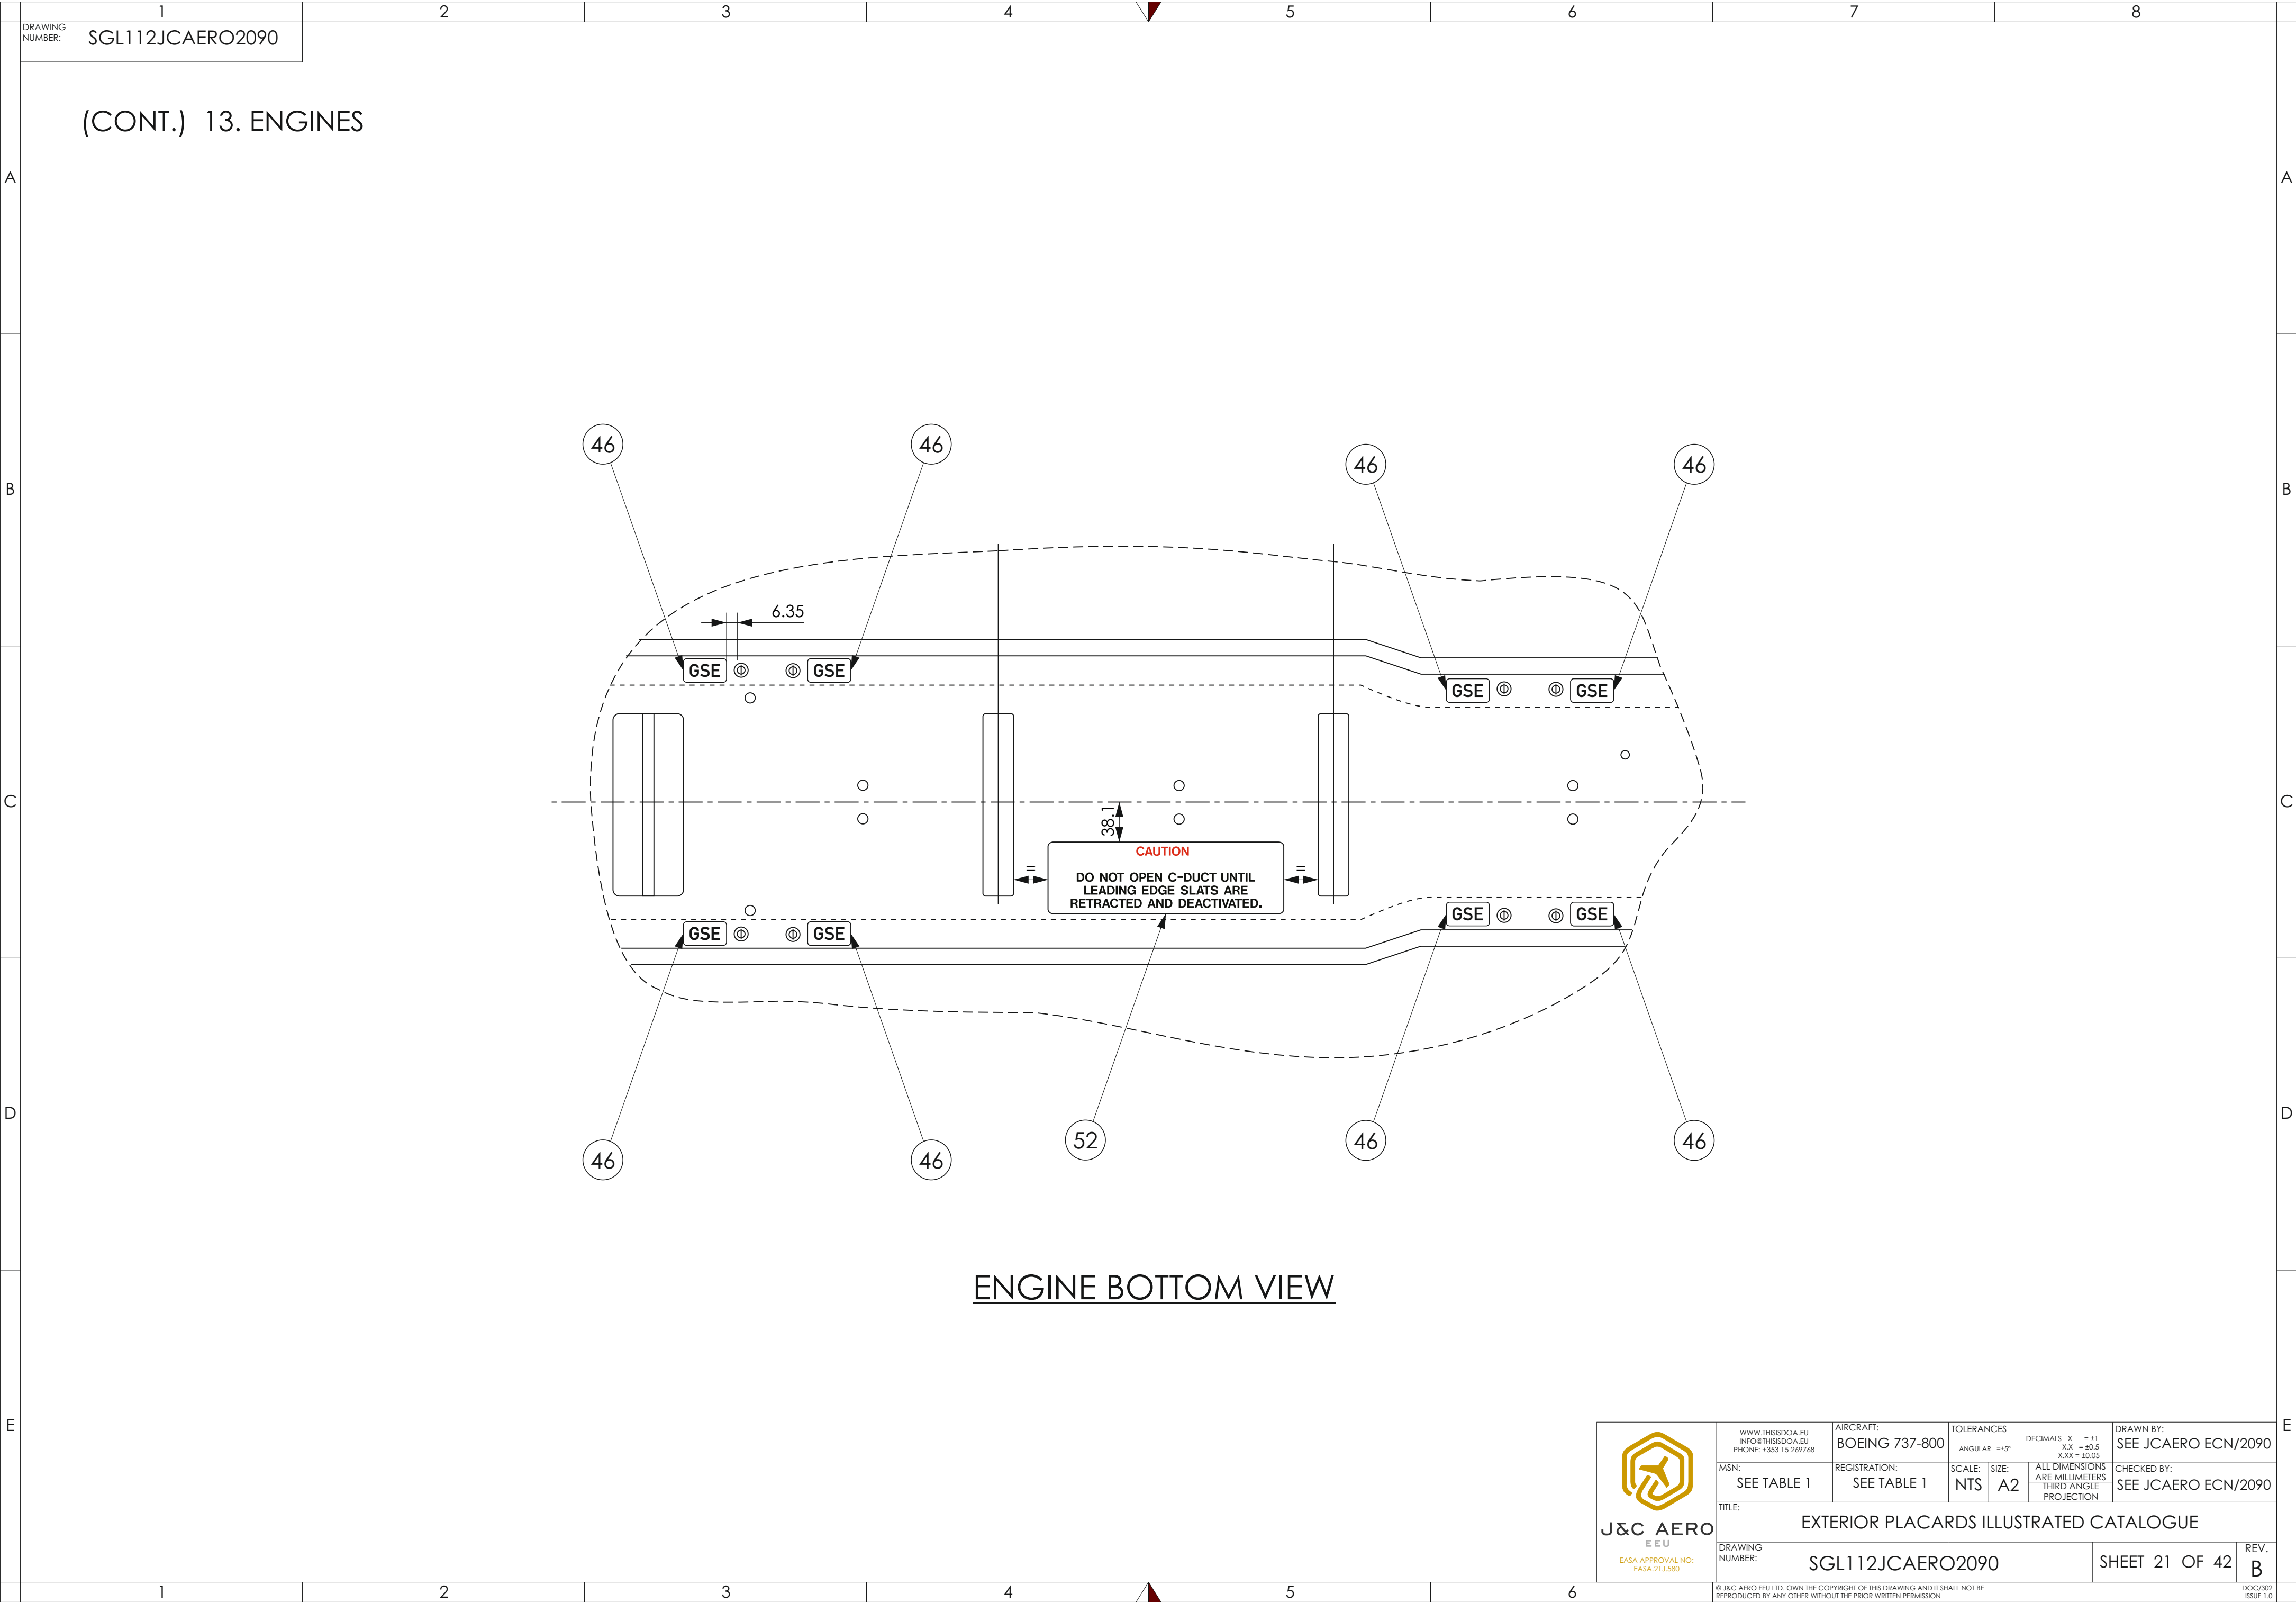 1 2 3 4 5 6 7 8
DRAWING
NUMBER: SGL112JCAERO2090
(CONT.) 13. ENGINES
A A
46 46 46 46
B B
6.35
GSE GSE
GSE GSE
C C
38.1
CAUTION
= =
DO NOT OPEN C-DUCT UNTIL
LEADING EDGE SLATS ARE
RETRACTED AND DEACTIVATED.
GSE GSE
GSE GSE
D D
46 46 52 46 46
ENGINE BOTTOM VIEW
E E
J&C AERO
EEU
EASA APPROVAL NO:
EASA.21J.580
WWW.THISISDOA.EU
INFO@THISISDOA.EU
PHONE: +353 15 269768
AIRCRAFT:
BOEING 737-800
TOLERANCES
ANGULAR =±5°
DECIMALS X = ±1
X.X = ±0.5
X.XX = ±0.05
DRAWN BY:
SEE JCAERO ECN/2090
MSN:
SEE TABLE 1
REGISTRATION:
SEE TABLE 1
SCALE:
NTS
SIZE:
A2
ALL DIMENSIONS
ARE MILLIMETERS
THIRD ANGLE
PROJECTION
CHECKED BY:
SEE JCAERO ECN/2090
TITLE:
EXTERIOR PLACARDS ILLUSTRATED CATALOGUE
DRAWING
NUMBER:
SGL112JCAERO2090
SHEET 21 OF 42
REV.
B
1 2 3 4 5 6
© J&C AERO EEU LTD. OWN THE COPYRIGHT OF THIS DRAWING AND IT SHALL NOT BE
REPRODUCED BY ANY OTHER WITHOUT THE PRIOR WRITTEN PERMISSION
DOC/302
ISSUE 1.0